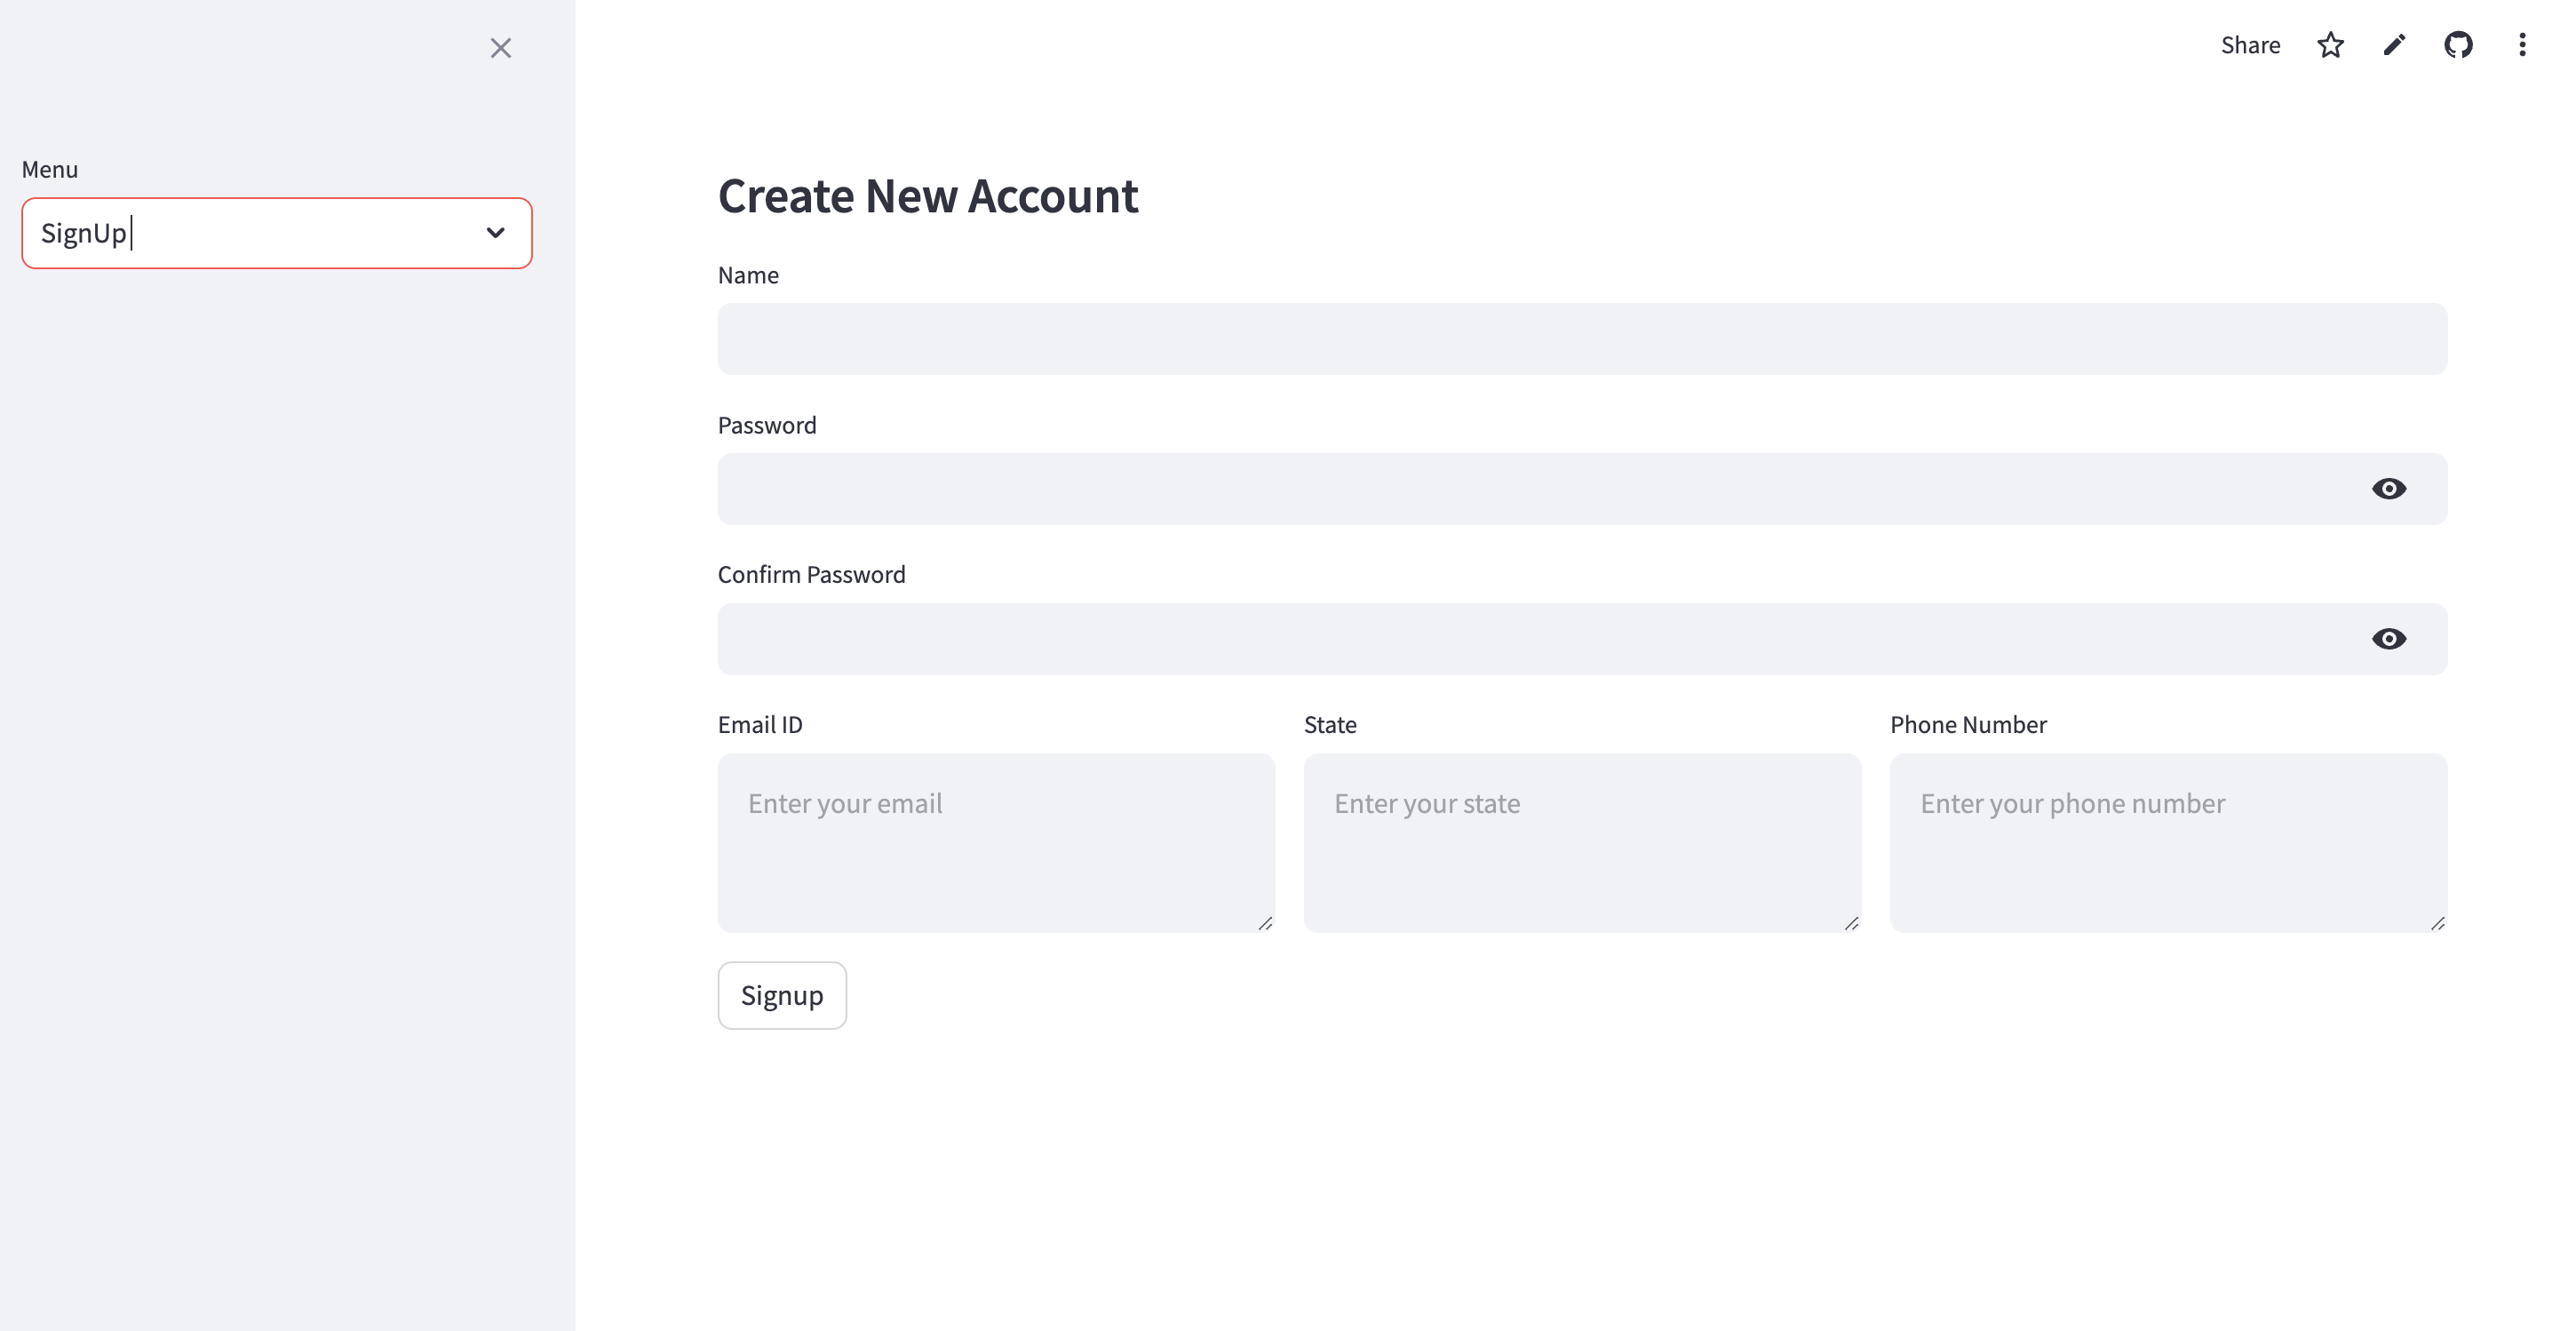 Share
Menu
SignUp
Create New Account
Name
Password
Confirm Password
Email ID State Phone Number
Enter your email Enter your state Enter your phone number
Signup